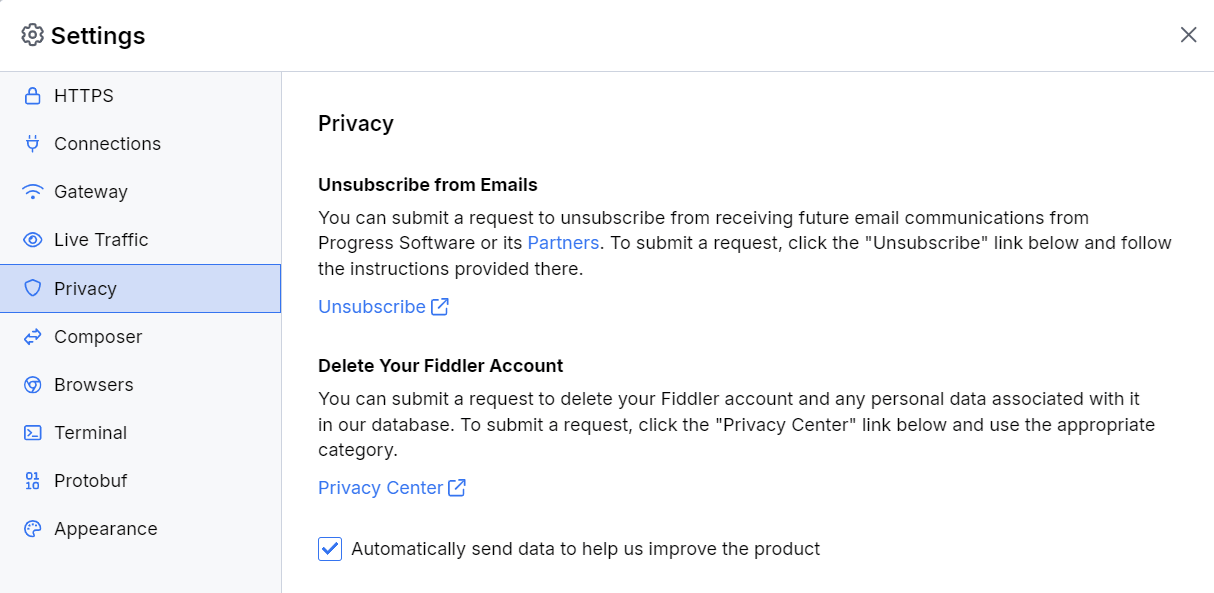 Settings
HTTPS
Connections
Gateway
Live Traffic
Privacy
Composer
Browsers
Terminal
Protobuf
Appearance
Privacy
Unsubscribe from Emails
You can submit a request to unsubscribe from receiving future email communications from
Progress Software or its Partners. To submit a request, click the "Unsubscribe" link below and follow
the instructions provided there.
Unsubscribe
Delete Your Fiddler Account
You can submit a request to delete your Fiddler account and any personal data associated with it
in our database. To submit a request, click the "Privacy Center" link below and use the appropriate
category.
Privacy Center
Automatically send data to help us improve the product